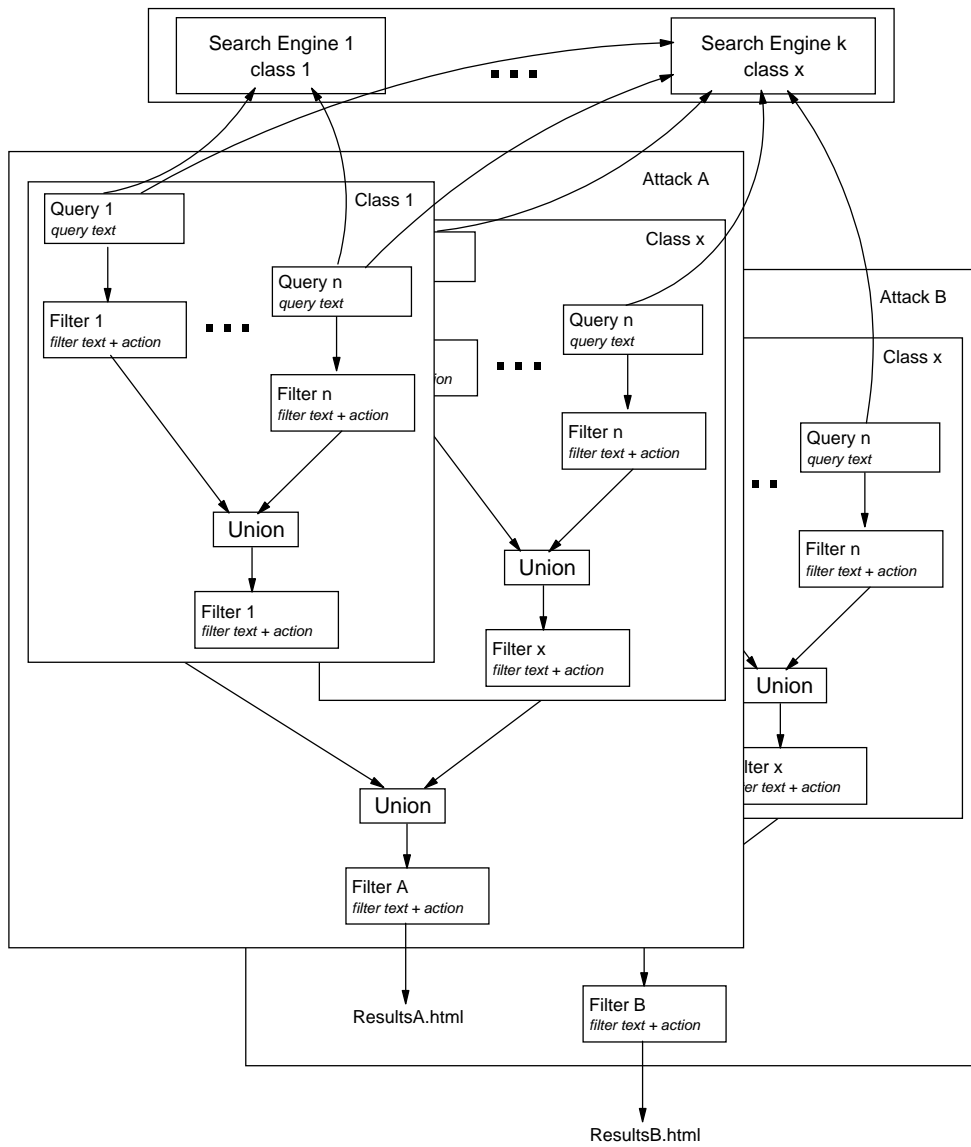 Search Engine 1
class 1
Search Engine k
class x
Attack A
Class 1
Query 1
query text
Filter 1
filter text + action
Query n
query text
Filter n
filter text + action
Union
Filter 1
filter text + action
Class x
Query n
query text
Filter n
filter text + action
Union
Filter x
filter text + action
Union
Filter A
filter text + action
ResultsA.html
Attack B
Class x
Query n
query text
Filter n
filter text + action
Union
x
text + action
Filter B
filter text + action
ResultsB.html